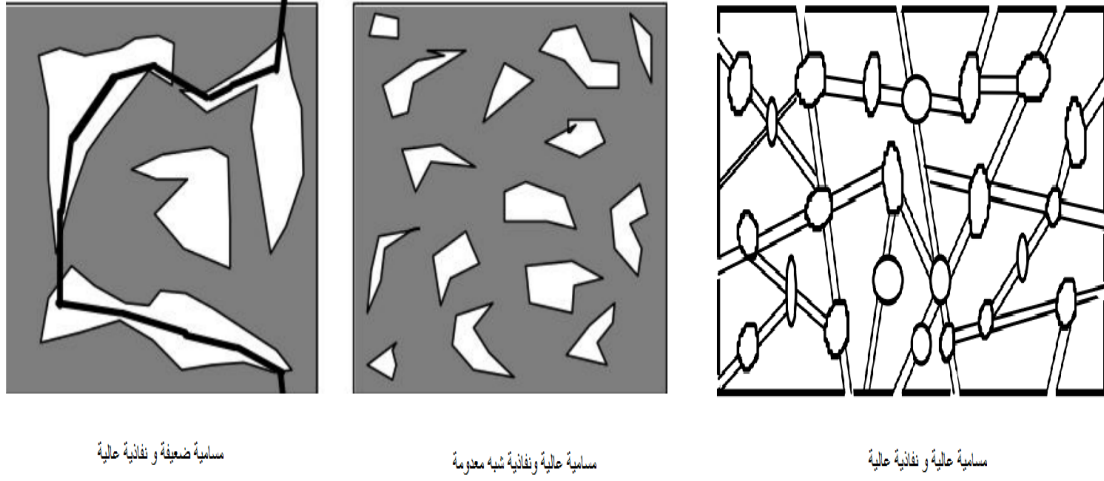 مسامية عالية و نفاذية عالية
مسامية عالية ونفاذية شبه معدومة
مسامية ضعيفة و نفاذية عالية